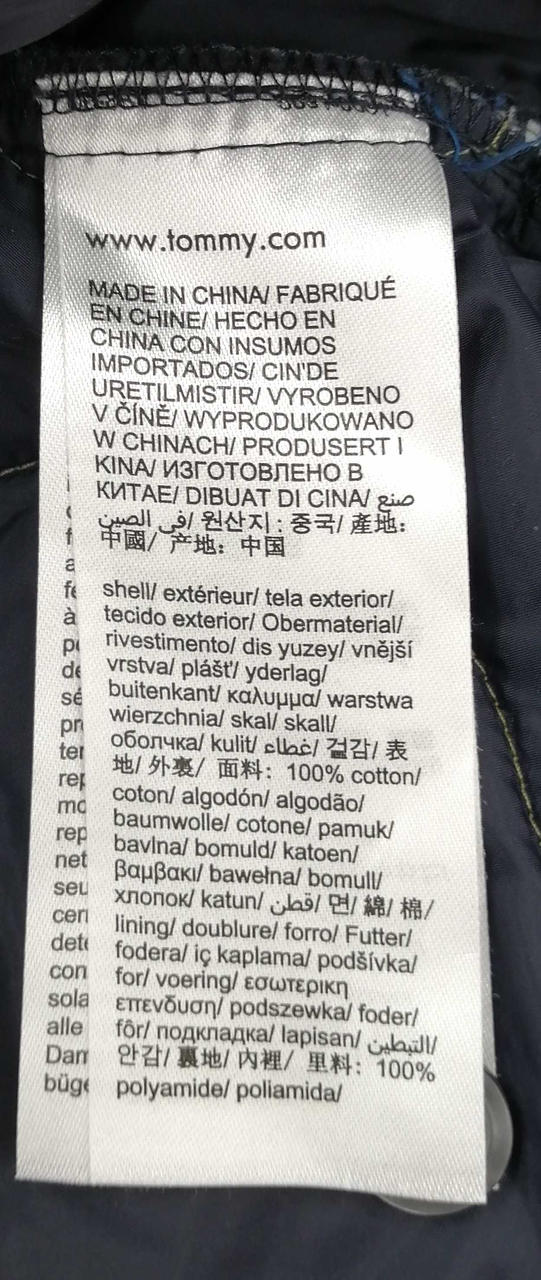 www.tommy.com
MADE IN CHINA/ FABRIQUÉ
EN CHINE/ HECHO EN
CHINA CON INSUMOS
IMPORTADOS/ CIN'DE
URETILMISTIR/ VYROBENO
V ČÍNĚ/ WYPRODUKOWANO
W CHINACH/ PRODUSERT I
KINA/ ИЗГОТОВЛЕНО В
КИТАЕ/ DIBUAT DI CINA/ صنع
في الصين/ 원산지 : 중국/ 產地:
中國/ 产地: 中国
shell/ extérieur/ tela exterior/
tecido exterior/ Obermaterial/
rivestimento/ dis yuzey/ vnější
vrstva/ plášť/ yderlag/
buitenkant/ καλυμμα/ warstwa
wierzchnia/ skal/ skall/
оболчка/ kulit/ غطاء/ 겉감/ 表
地/ 外裏/ 面料: 100% cotton/
coton/ algodón/ algodão/
baumwolle/ cotone/ pamuk/
bavlna/ bomuld/ katoen/
βαμβακι/ bawełna/ bomull/
хлопок/ katun/ قطن/ 면/ 綿/ 棉/
lining/ doublure/ forro/ Futter/
fodera/ iç kaplama/ podšívka/
for/ voering/ εσωτερικη
επενδυση/ podszewka/ foder/
fôr/ подкладка/ lapisan/ التبطين/
안감/ 裏地/ 內裡/ 里料: 100%
polyamide/ poliamida/